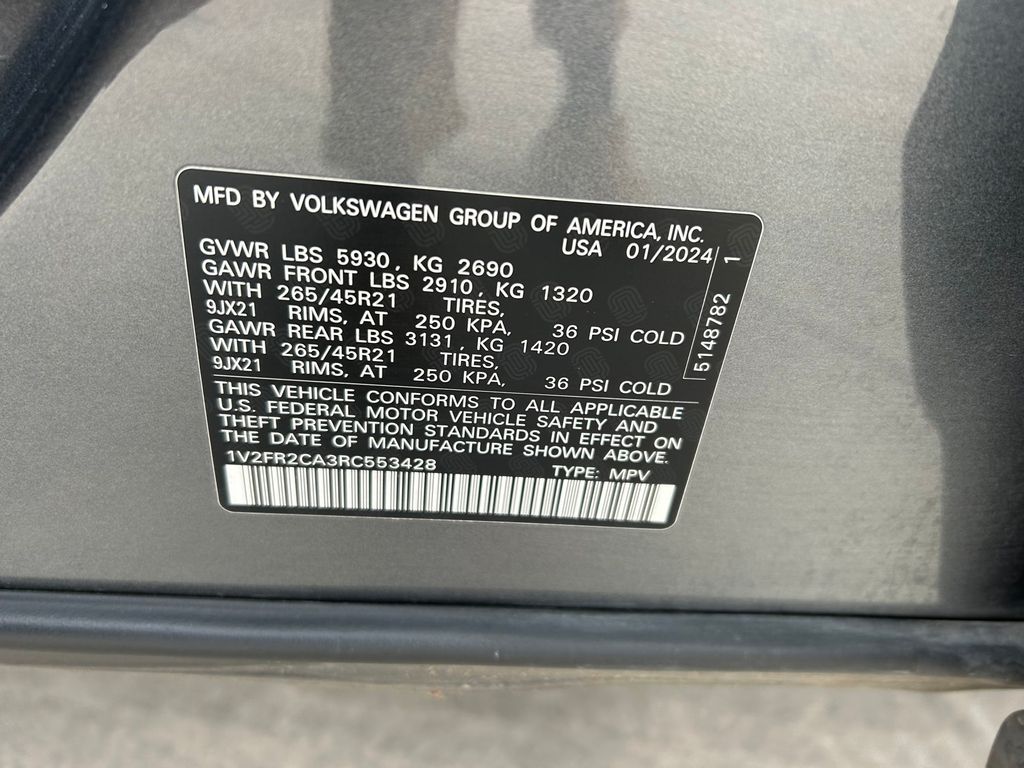 MFD BY VOLKSWAGEN GROUP OF AMERICA, INC.
USA 01/2024
GVWR LBS 5930, KG 2690
GAWR FRONT LBS 2910, KG 1320
WITH 265/45R21 TIRES,
9JX21 RIMS, AT 250 KPA, 36 PSI COLD
GAWR REAR LBS 3131, KG 1420
WITH 265/45R21 TIRES,
9JX21 RIMS, AT 250 KPA, 36 PSI COLD
THIS VEHICLE CONFORMS TO ALL APPLICABLE
U.S. FEDERAL MOTOR VEHICLE SAFETY AND
THEFT PREVENTION STANDARDS IN EFFECT ON
THE DATE OF MANUFACTURE SHOWN ABOVE.
1V2FR2CA3RC553428 TYPE: MPV
5148782 1